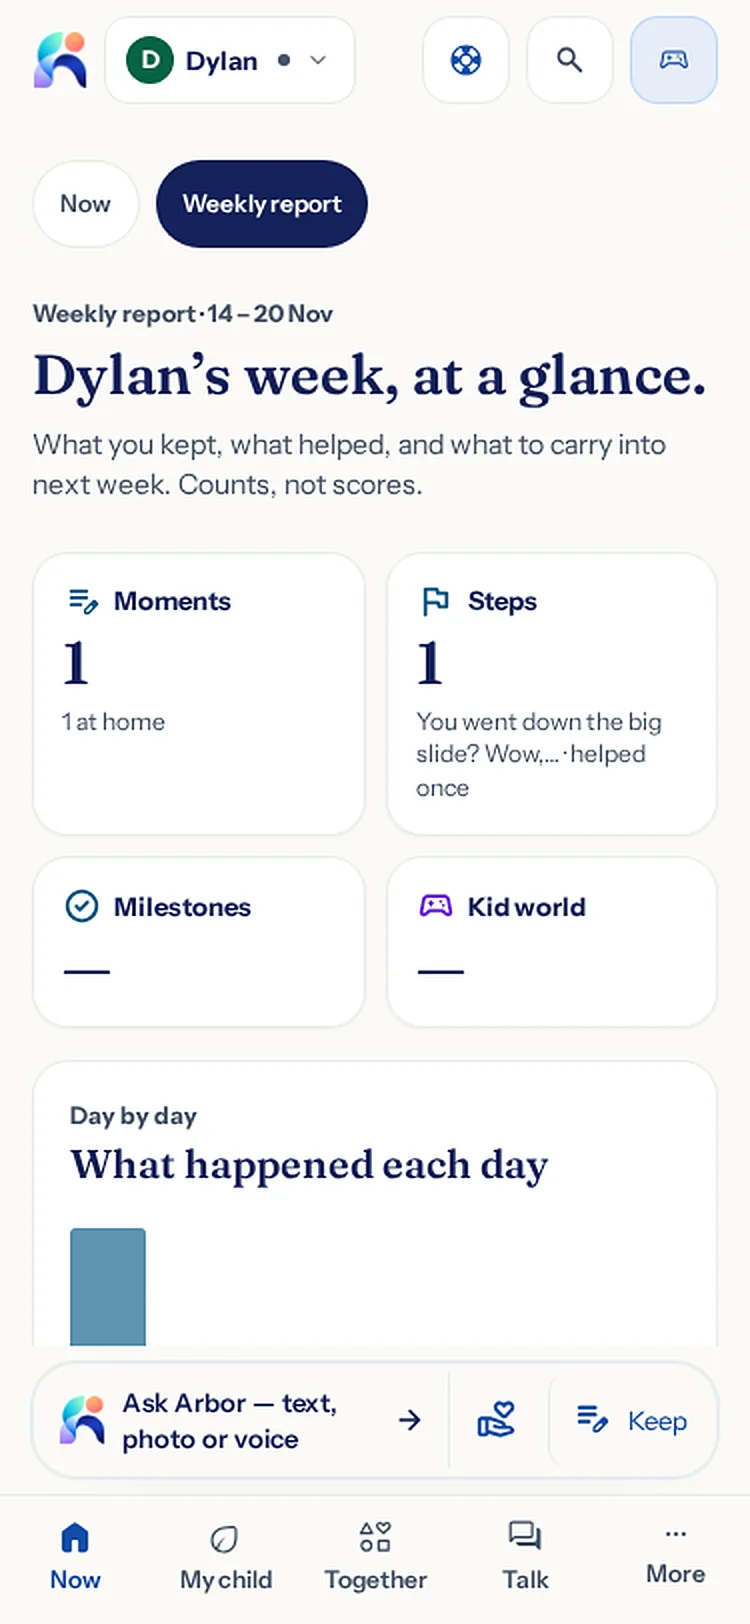 D Dylan
Now
Weekly report
Weekly report · 14 – 20 Nov
Dylan’s week, at a glance.
What you kept, what helped, and what to carry into
next week. Counts, not scores.
Moments
1
1 at home
Steps
1
You went down the big
slide? Wow,… · helped
once
Milestones
—
Kid world
—
Day by day
What happened each day
Ask Arbor — text,
photo or voice
Keep
Now
My child
Together
Talk
More